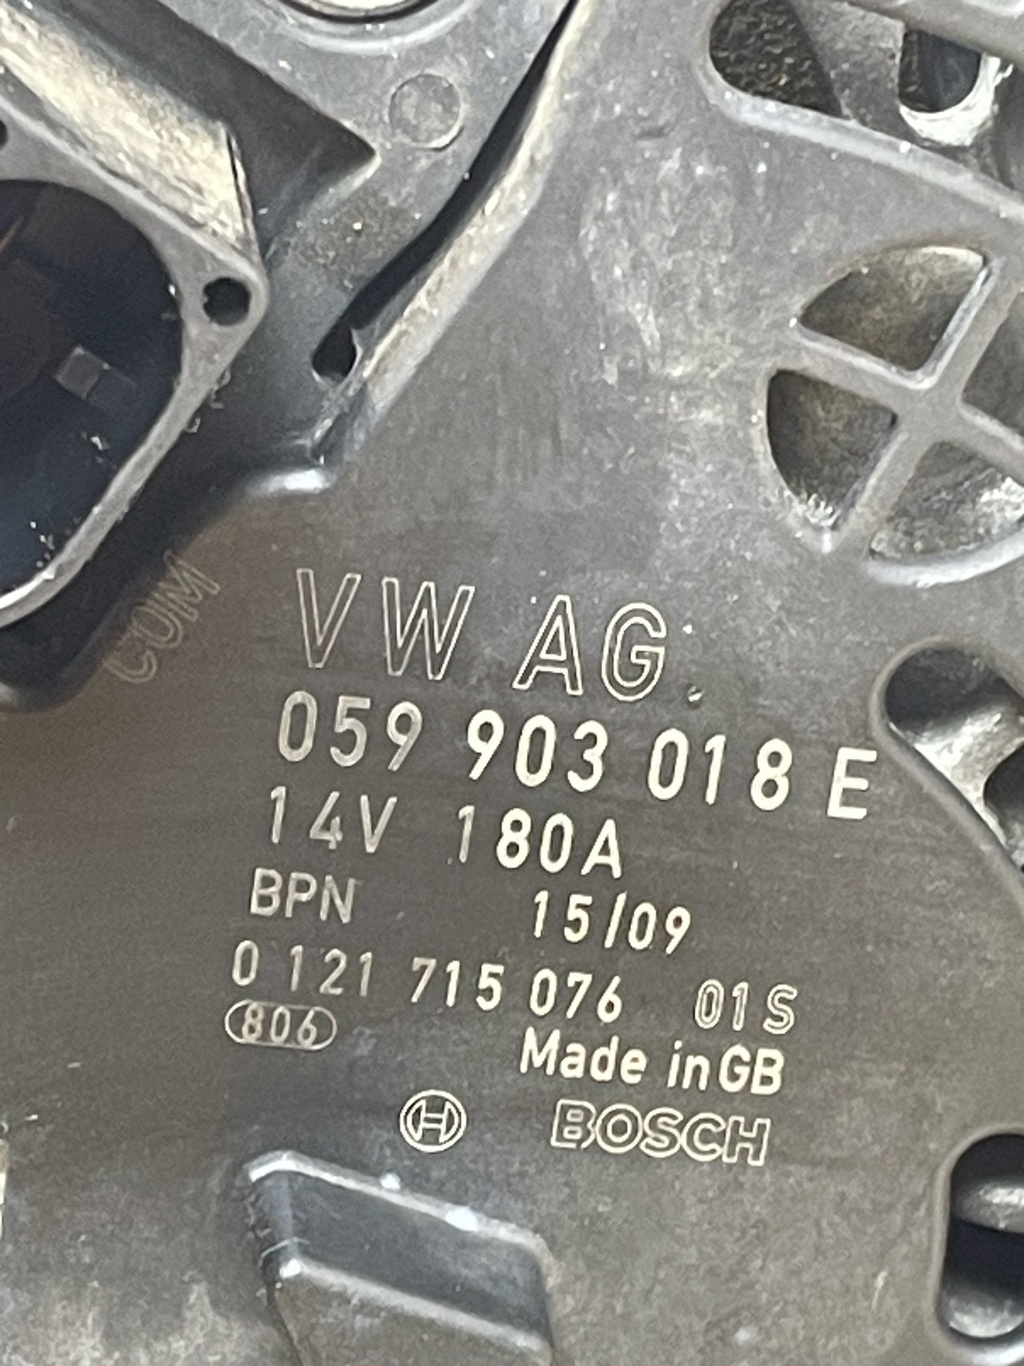 COM
VW AG.
059 903 018 E
14V 180A
BPN 15/09
0 121 715 076 01S
806
Made in GB
H BOSCH